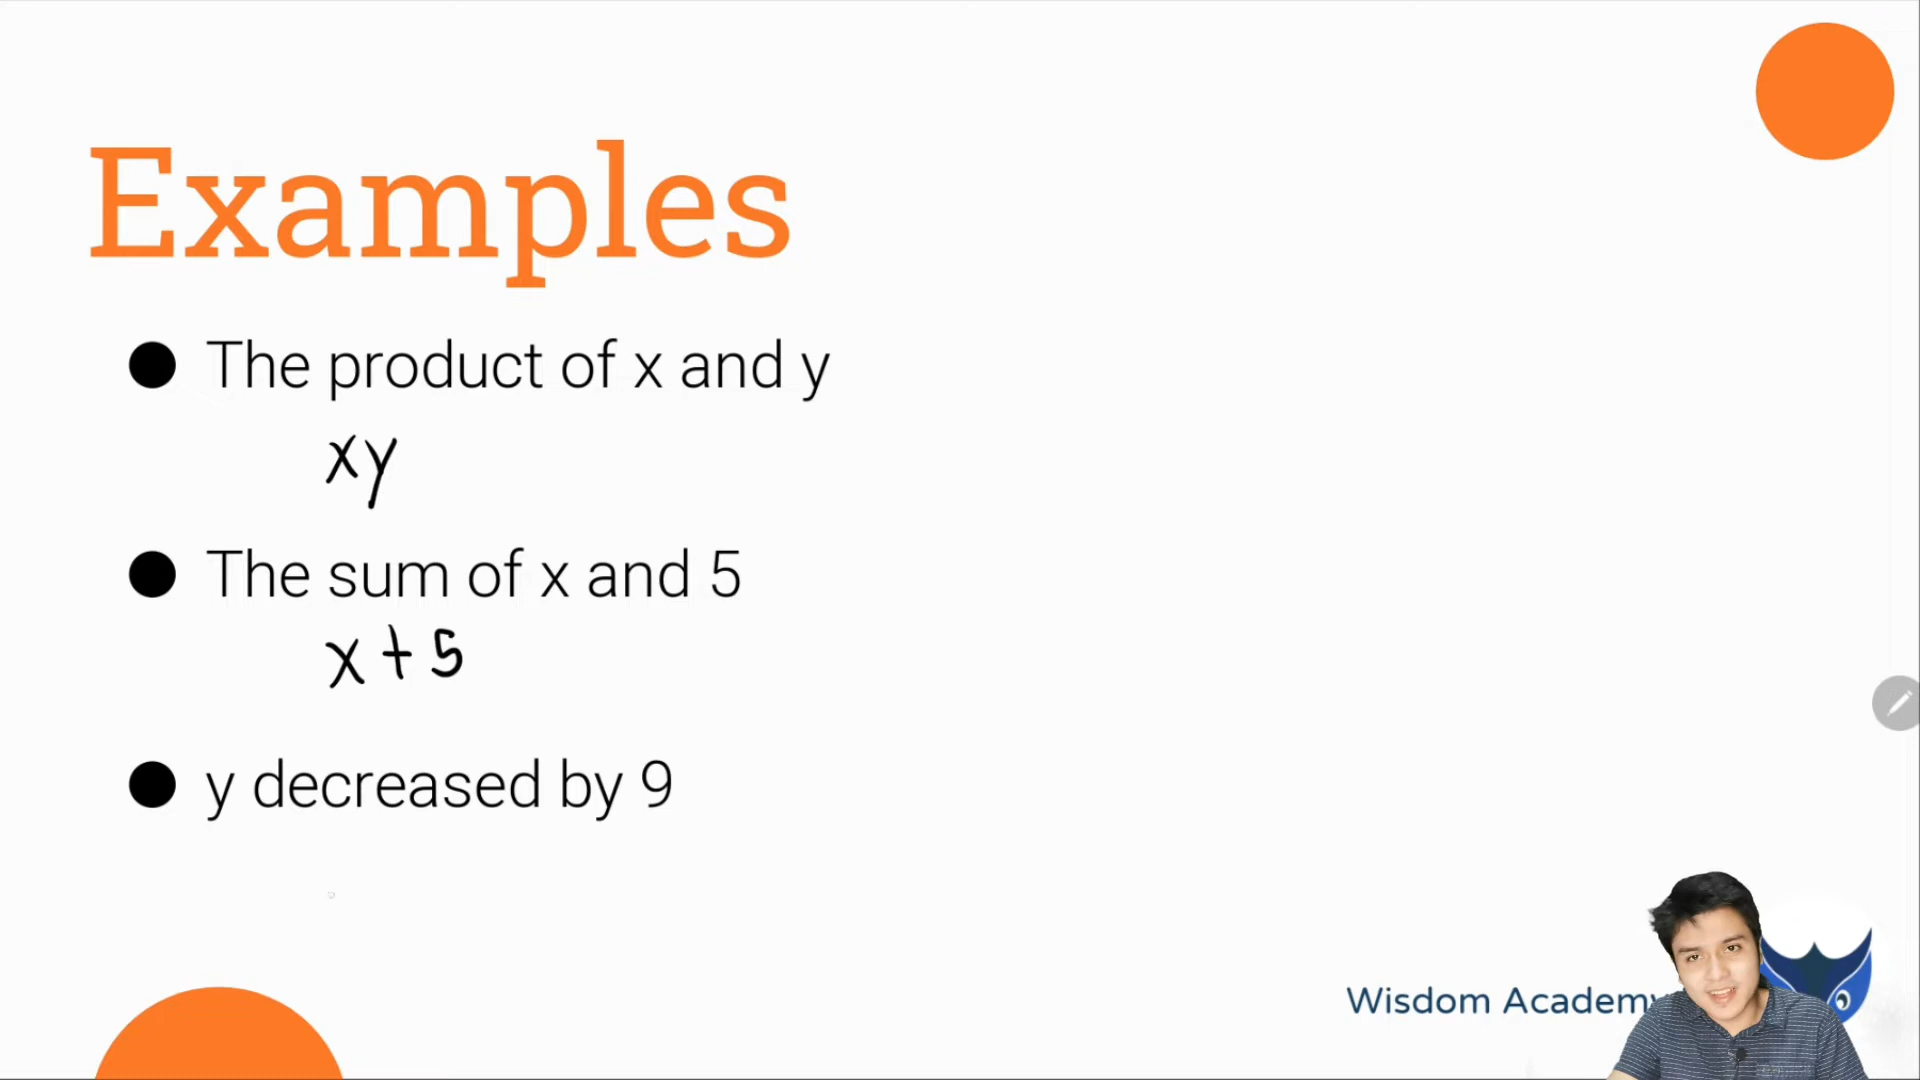 Examples
● The product of x and y
xy
● The sum of x and 5
x + 5
● y decreased by 9
Wisdom Academy